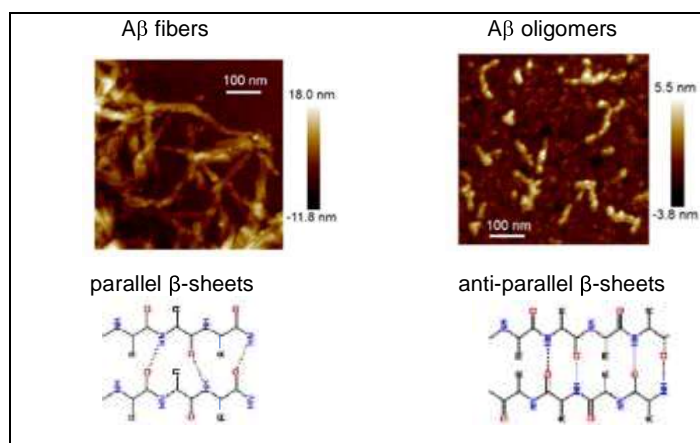 Aβ fibers
Aβ oligomers
100 nm
18.0 nm
-11.8 nm
5.5 nm
100 nm
-3.8 nm
parallel β-sheets
anti-parallel β-sheets